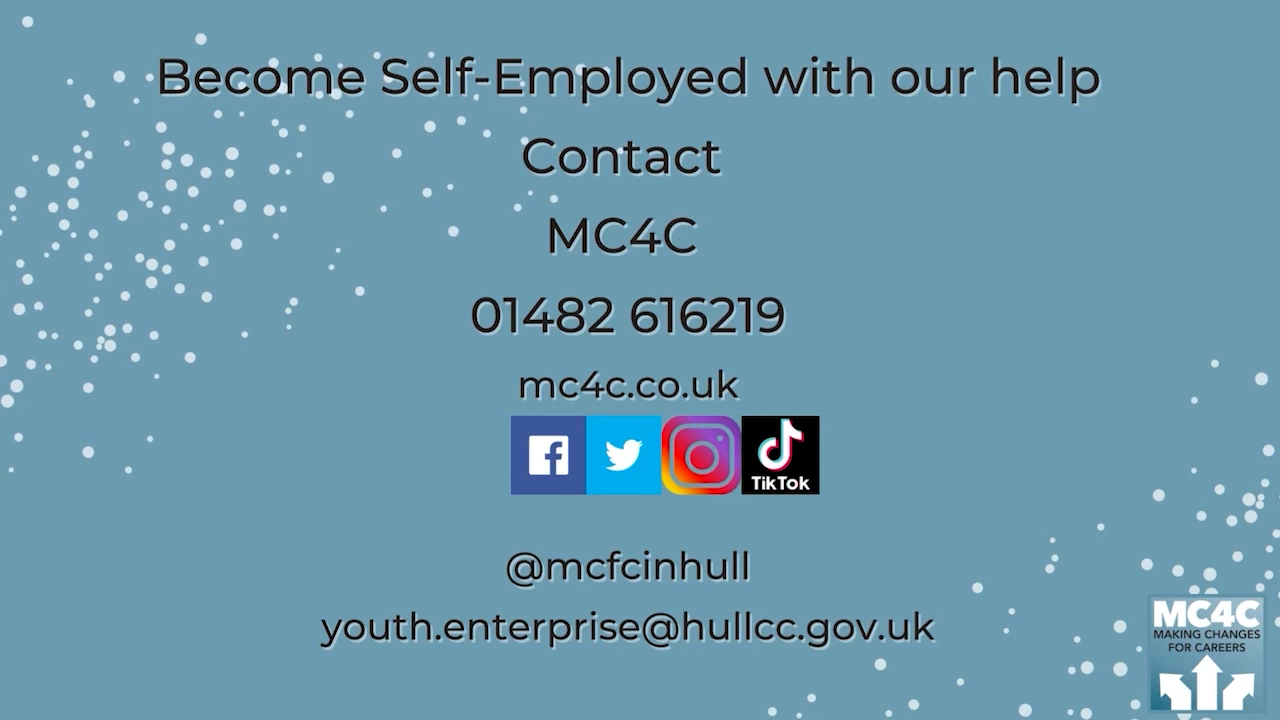 Become Self-Employed with our help
Contact
MC4C
01482 616219
mc4c.co.uk
TikTok
@mcfcinhull
youth.enterprise@hullcc.gov.uk
MC4C
MAKING CHANGES
FOR CAREERS